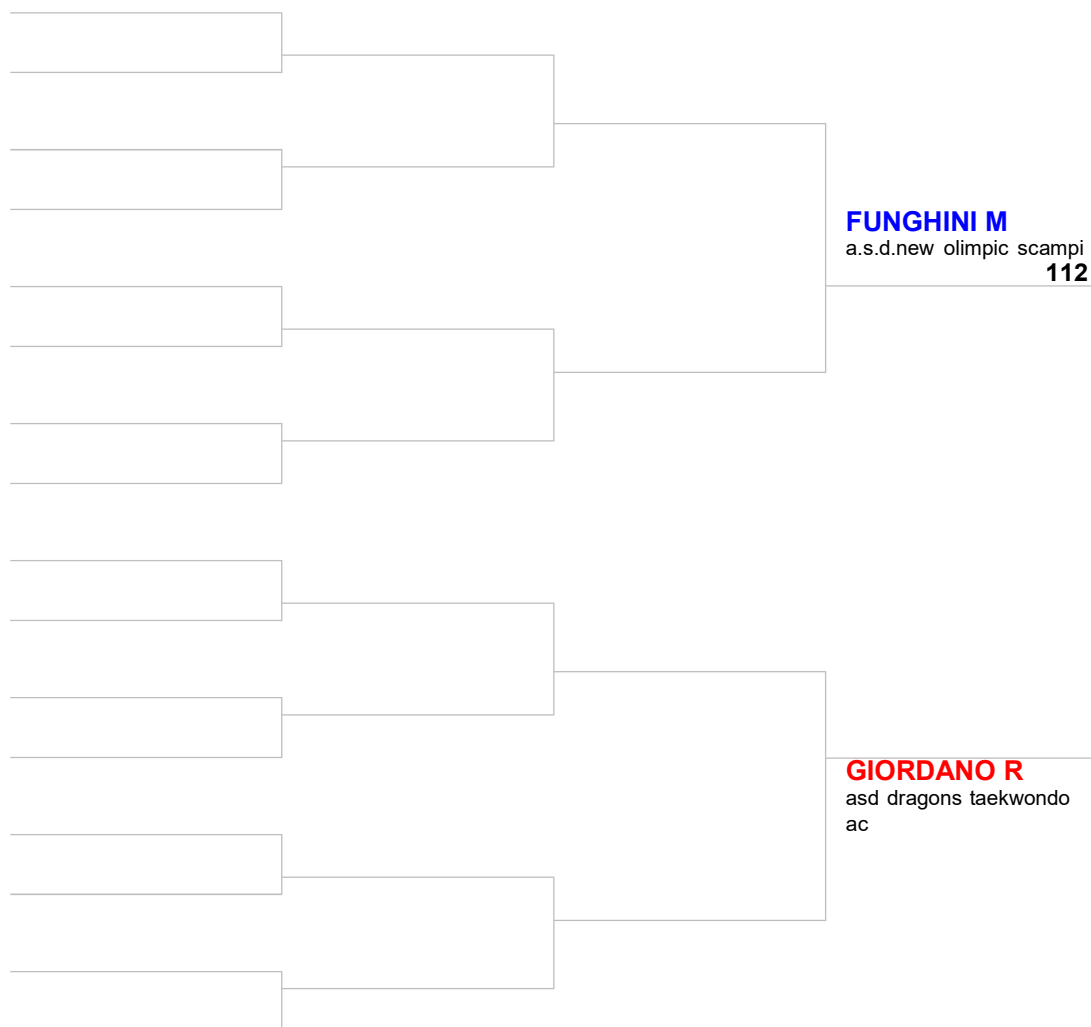 FUNGHINI M
a.s.d.new olimpic scampi
112
GIORDANO R
asd dragons taekwondo
ac